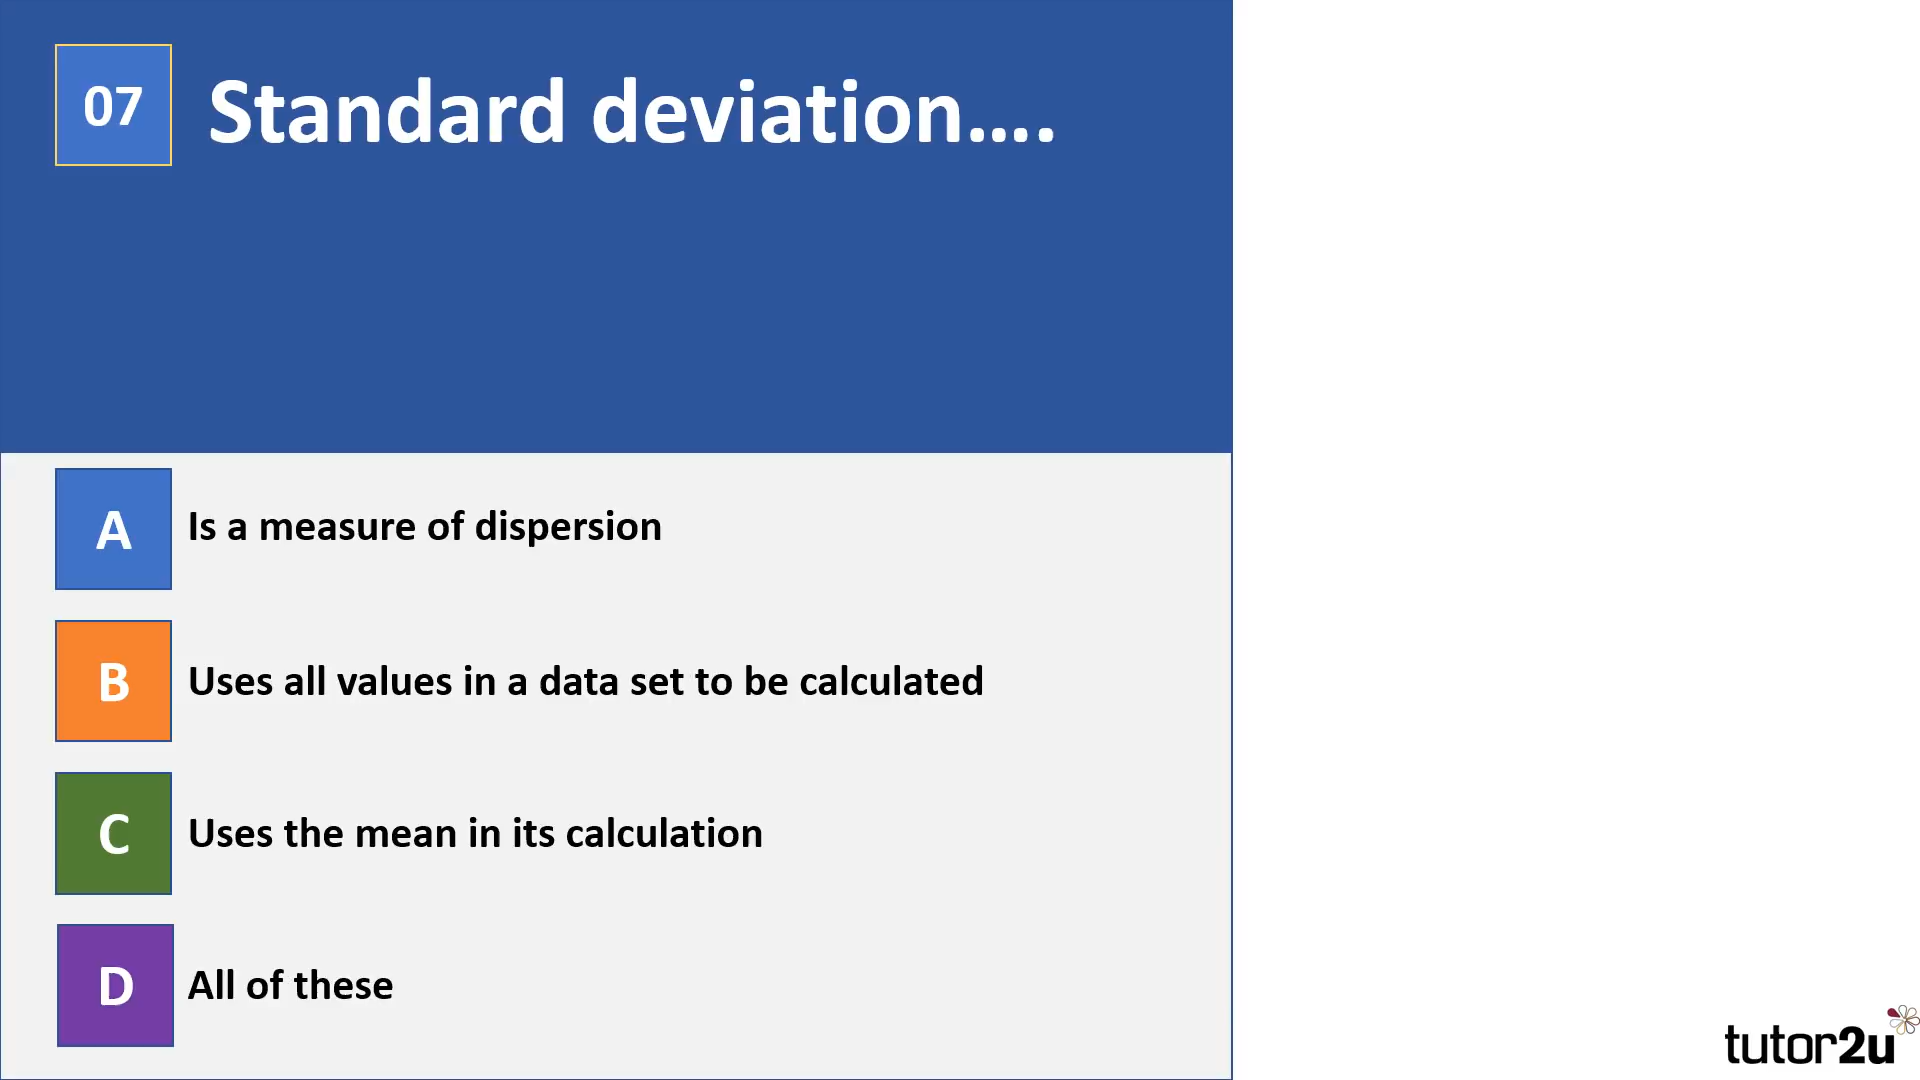 07
Standard deviation....
A
Is a measure of dispersion
B
Uses all values in a data set to be calculated
C
Uses the mean in its calculation
D
All of these
tutor2u